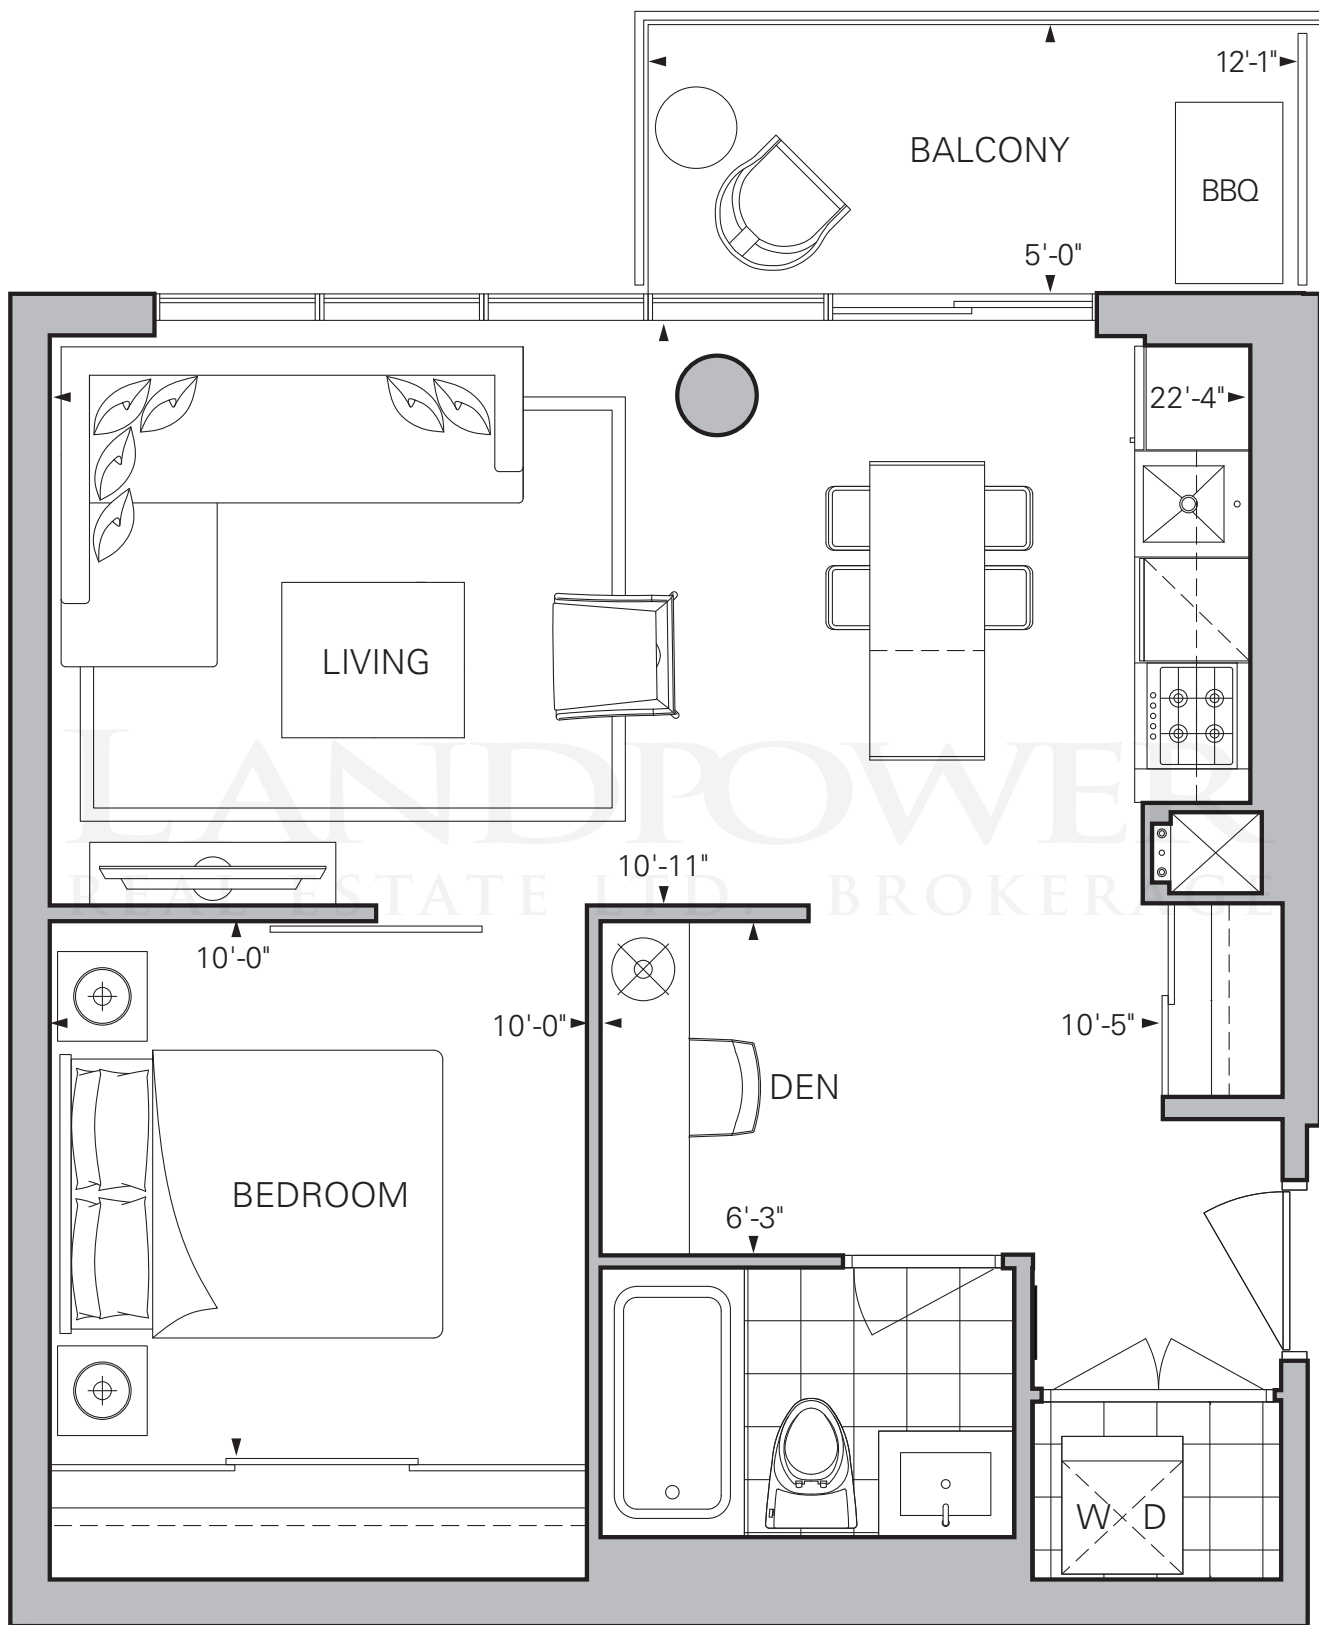 12'-1"
BALCONY
BBQ
5'-0"
22'-4"
LIVING
LANDPOWER
10'-11"
REAL ESTATE LTD. BROKERAGE
10'-0"
10'-0"
10'-5"
DEN
BEDROOM
6'-3"
W D